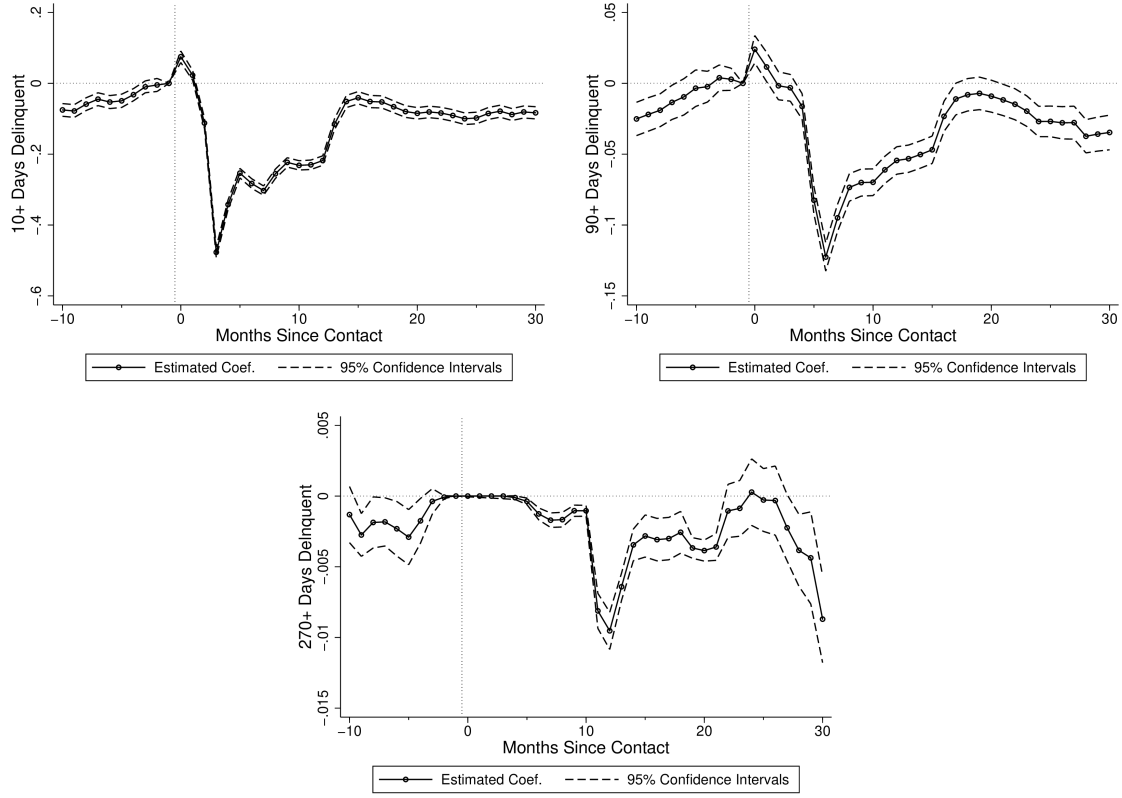 10+ Days Delinquent
.2
0
-.2
-.4
-.6
-10
0
10
20
30
Months Since Contact
Estimated Coef.
95% Confidence Intervals
90+ Days Delinquent
.05
0
-.05
-.1
-.15
-10
0
10
20
30
Months Since Contact
Estimated Coef.
95% Confidence Intervals
270+ Days Delnquent
.005
0
-.005
-.01
-.015
-10
0
10
20
30
Months Since Contact
Estimated Coef.
95% Confidence Intervals